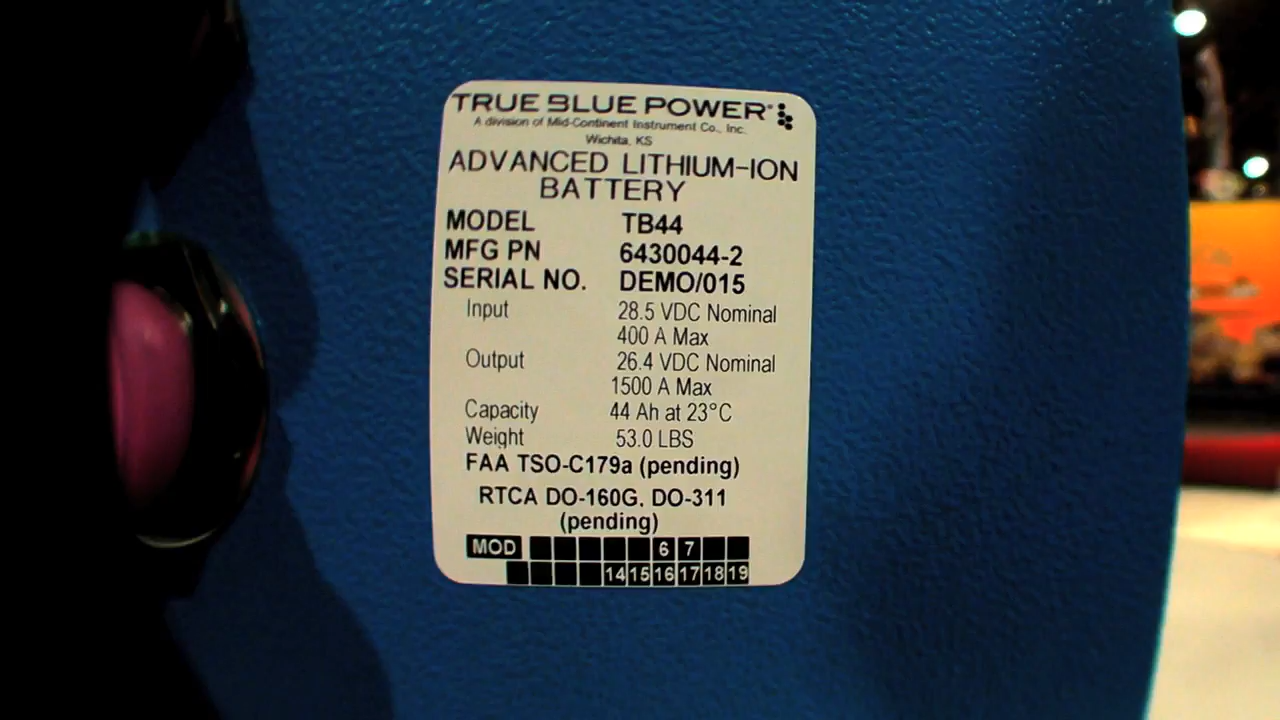 TRUE BLUE POWER®
A division of Mid-Continent Instrument Co., Inc.
Wichita, KS
ADVANCED LITHIUM-ION
BATTERY
MODEL TB44
MFG PN 6430044-2
SERIAL NO. DEMO/015
Input 28.5 VDC Nominal
400 A Max
Output 26.4 VDC Nominal
1500 A Max
Capacity 44 Ah at 23°C
Weight 53.0 LBS
FAA TSO-C179a (pending)
RTCA DO-160G, DO-311
(pending)
MOD 6 7
14 15 16 17 18 19